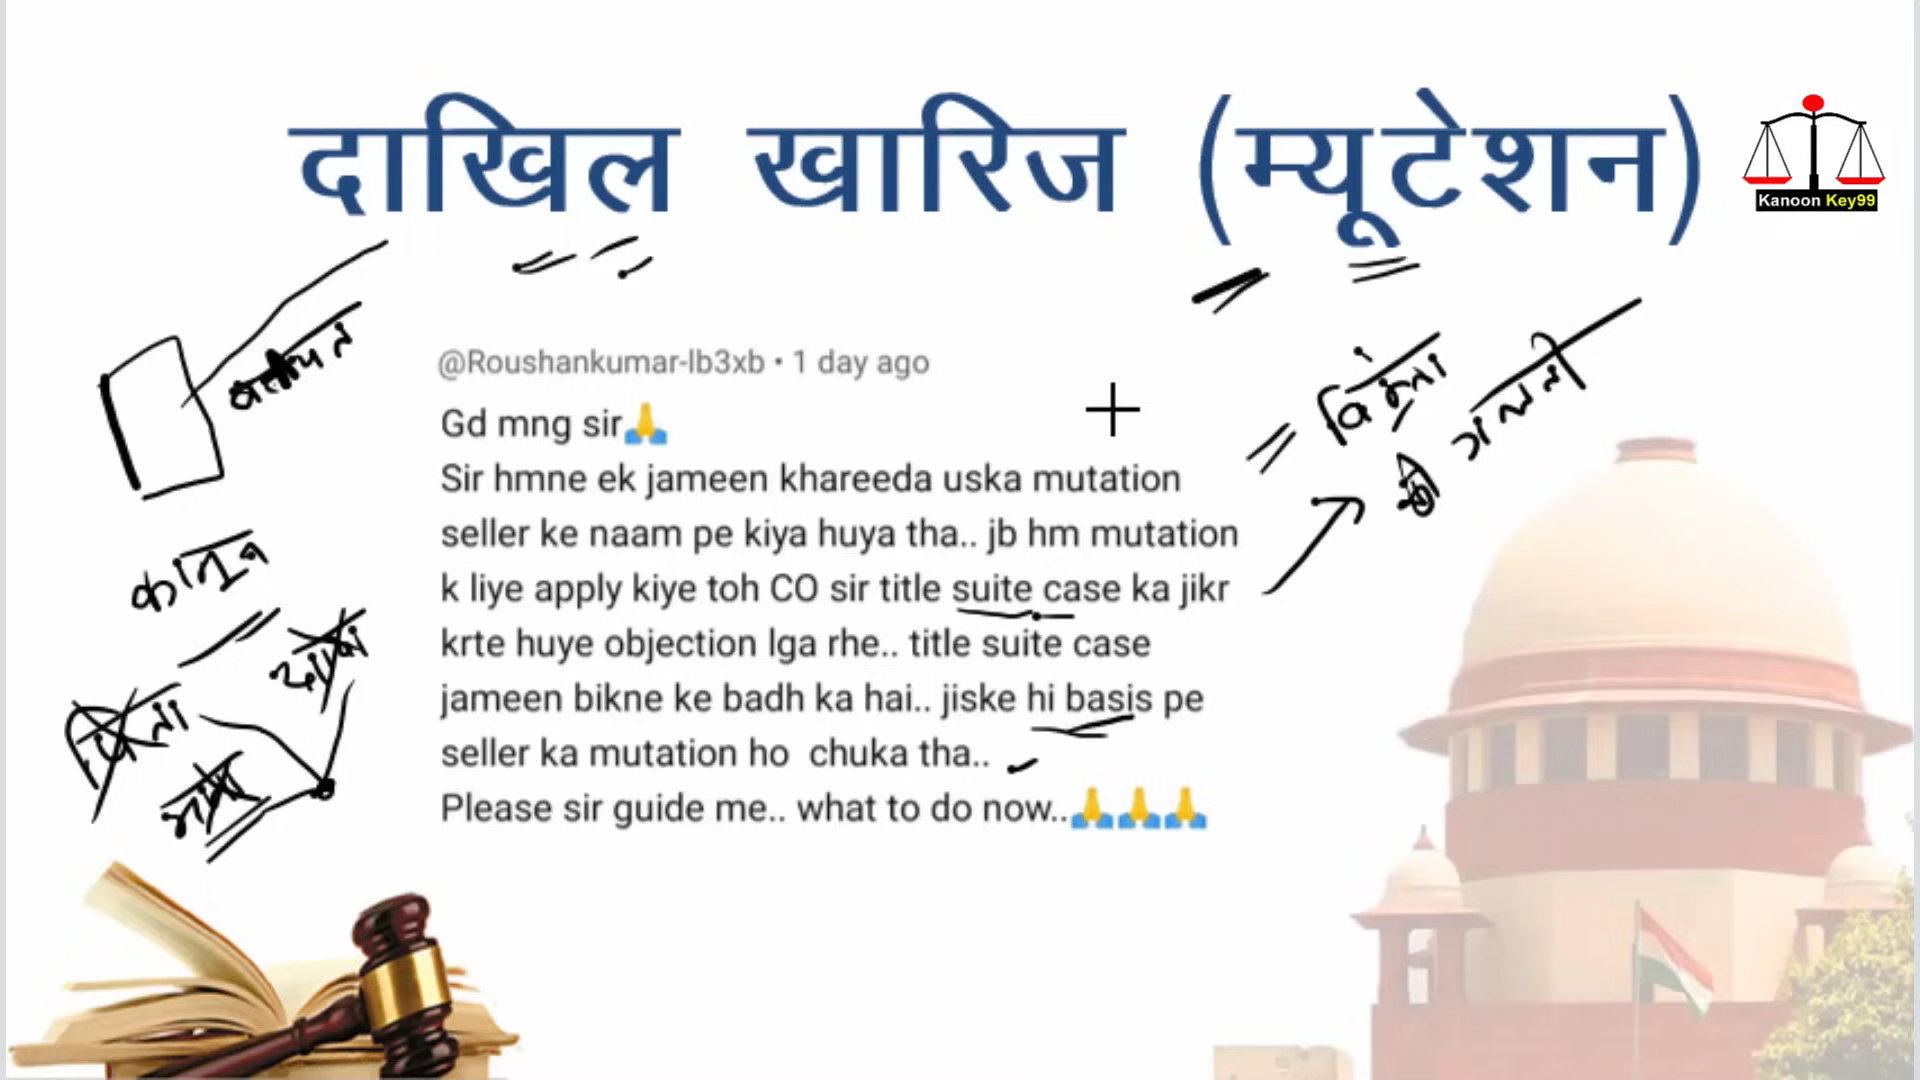 दाखिल खारिज (म्यूटेशन)
Kanoon Key99
@Roushankumar-lb3xb • 1 day ago
Gd mng sir🙏
Sir hmne ek jameen khareeda uska mutation
seller ke naam pe kiya huya tha.. jb hm mutation
k liye apply kiye toh CO sir title suite case ka jikr
krte huye objection lga rhe.. title suite case
jameen bikne ke badh ka hai.. jiske hi basis pe
seller ka mutation ho chuka tha..
Please sir guide me.. what to do now..🙏🙏🙏